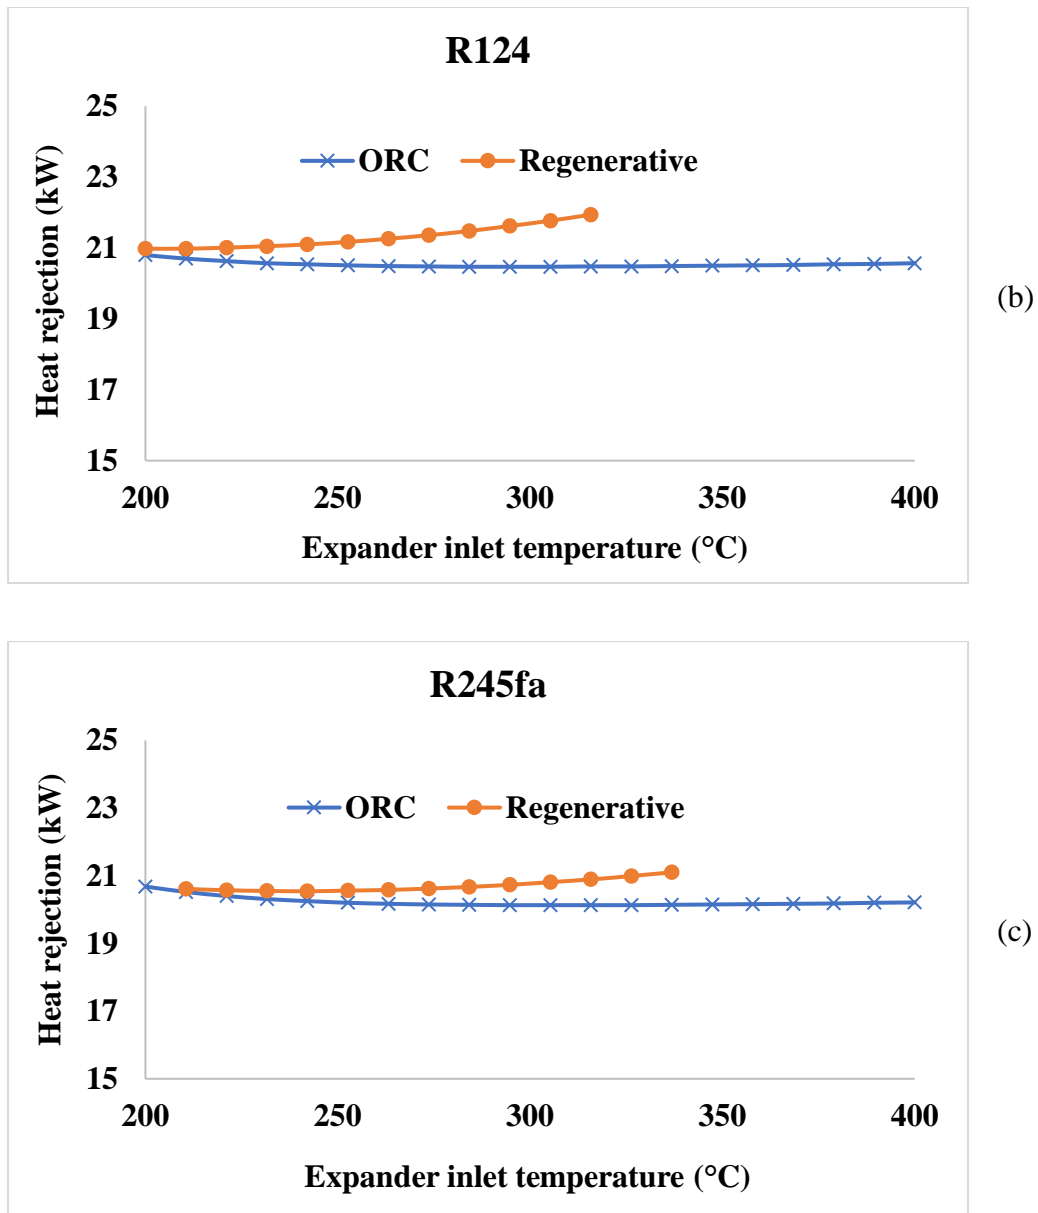 R124
25
ORC Regenerative
23
21
19
17
15
Heat rejection (kW)
200 250 300 350 400
Expander inlet temperature (°C)
(b)
R245fa
25
23
ORC Regenerative
21
19
17
15
Heat rejection (kW)
200 250 300 350 400
Expander inlet temperature (°C)
(c)